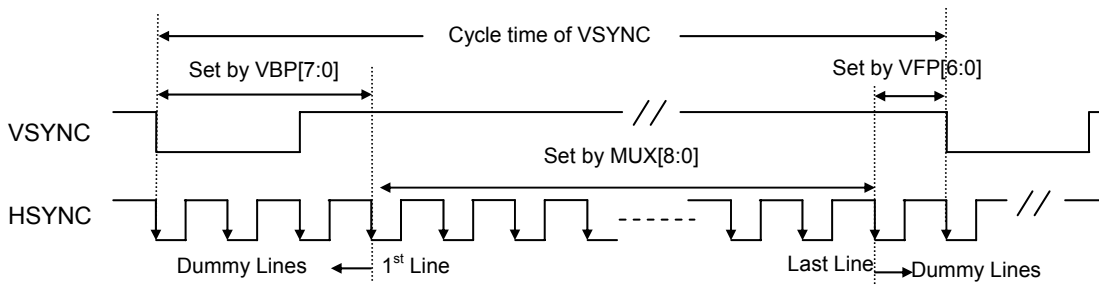 Cycle time of VSYNC
Set by VBP[7:0]
Set by VFP[6:0]
VSYNC
Set by MUX[8:0]
HSYNC
Dummy Lines
1st Line
Last Line
Dummy Lines